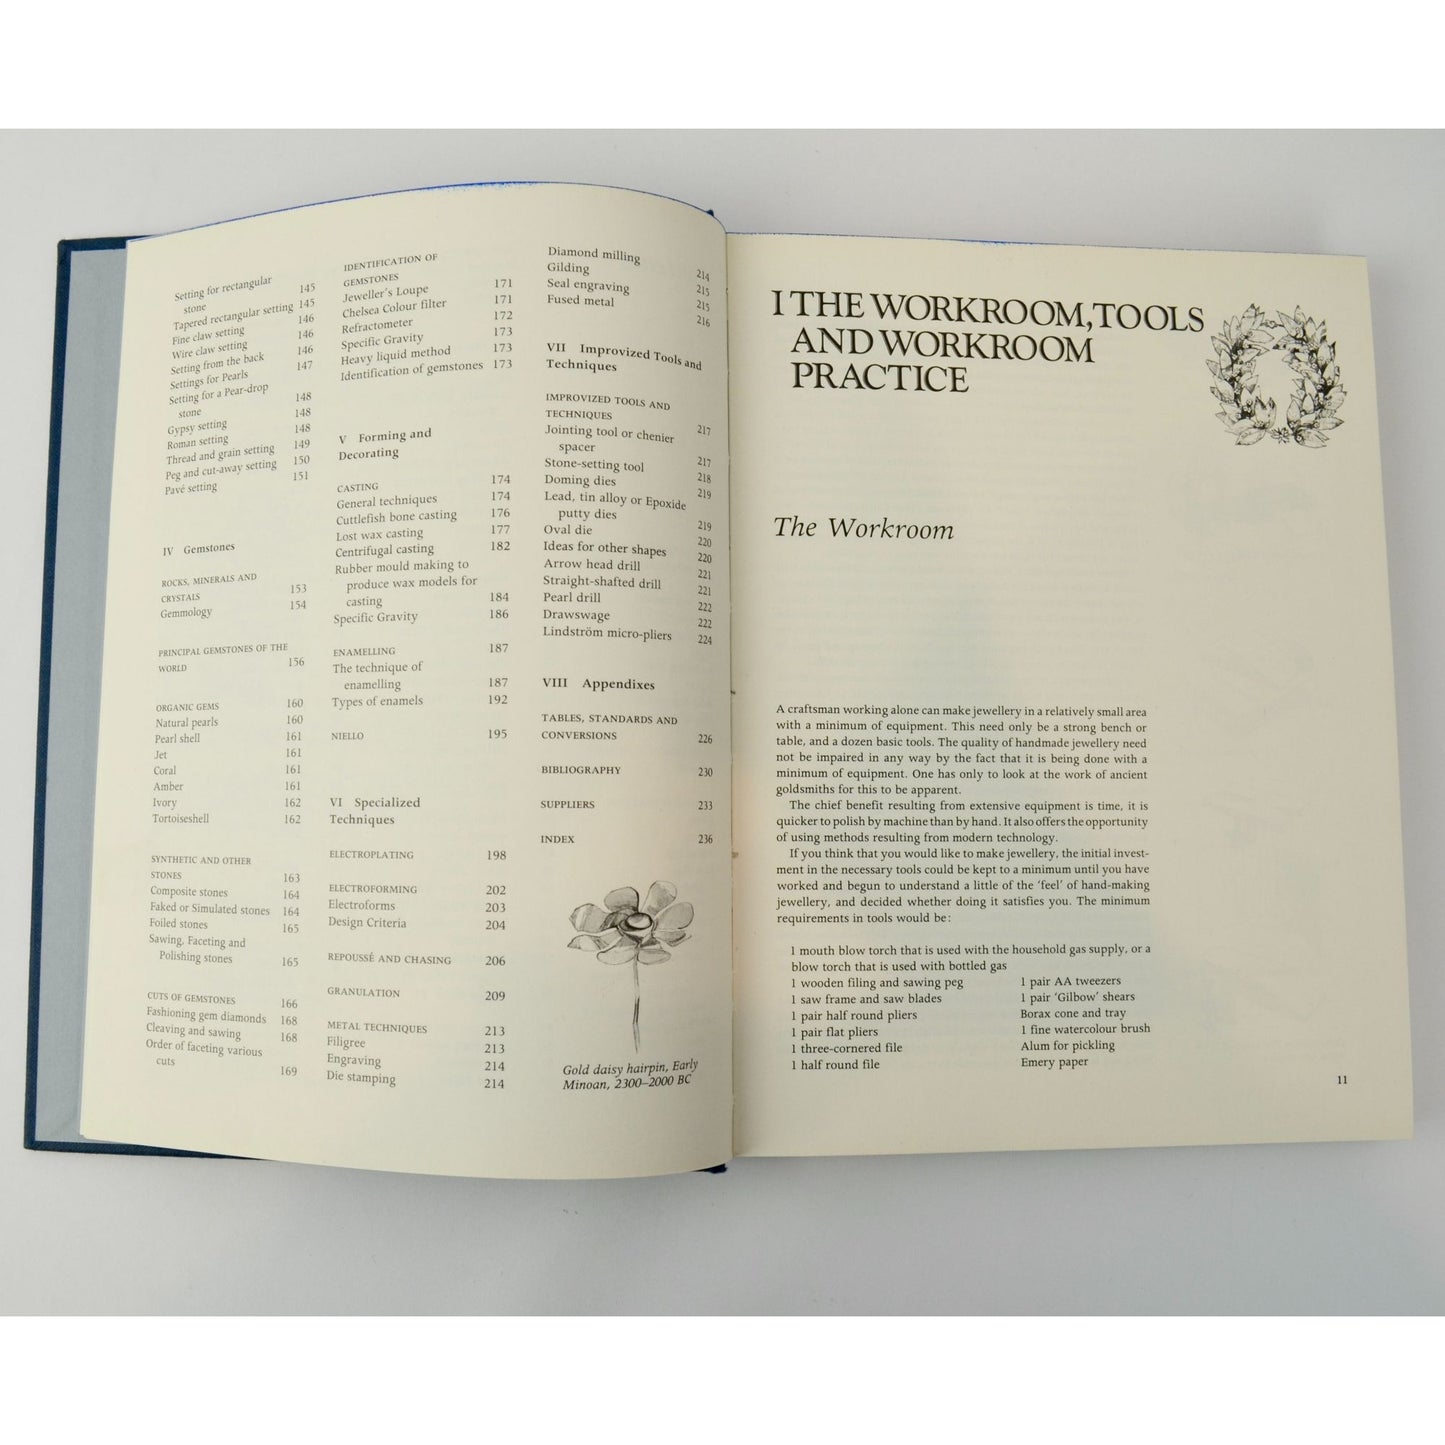 Setting for rectangular
stone 145
Tapered rectangular setting 145
Fine claw setting 146
Wire claw setting 146
Setting from the back 146
Settings for Pearls 147
Setting for a Pear-drop
stone 148
Gypsy setting 148
Roman setting 148
Thread and grain setting 149
Peg and cut-away setting 150
Pavé setting 151
IV Gemstones
ROCKS, MINERALS AND
CRYSTALS 153
Gemmology 154
PRINCIPAL GEMSTONES OF THE
WORLD 156
ORGANIC GEMS 160
Natural pearls 160
Pearl shell 161
Jet 161
Coral 161
Amber 161
Ivory 162
Tortoiseshell 162
SYNTHETIC AND OTHER
STONES 163
Composite stones 164
Faked or Simulated stones 164
Foiled stones 165
Sawing, Faceting and
Polishing stones 165
CUTS OF GEMSTONES 166
Fashioning gem diamonds 168
Cleaving and sawing 168
Order of faceting various
cuts 169
IDENTIFICATION OF
GEMSTONES
Jeweller's Loupe 171
Chelsea Colour filter 171
Refractometer 172
Specific Gravity 173
Heavy liquid method 173
Identification of gemstones 173
V Forming and
Decorating
CASTING 174
General techniques 174
Cuttlefish bone casting 176
Lost wax casting 177
Centrifugal casting 182
Rubber mould making to
produce wax models for
casting 184
Specific Gravity 186
ENAMELLING 187
The technique of
enamelling 187
Types of enamels 192
NIELLO 195
VI Specialized
Techniques
ELECTROPLATING 198
ELECTROFORMING 202
Electroforms 203
Design Criteria 204
REPOUSSÉ AND CHASING 206
GRANULATION 209
METAL TECHNIQUES 213
Filigree 213
Engraving 214
Die stamping 214
Diamond milling 214
Gilding 215
Seal engraving 215
Fused metal 216
VII Improvized Tools and
Techniques
IMPROVIZED TOOLS AND
TECHNIQUES 217
Jointing tool or chenier
spacer 217
Stone-setting tool 218
Doming dies 219
Lead, tin alloy or Epoxide
putty dies 219
Oval die 220
Ideas for other shapes 220
Arrow head drill 221
Straight-shafted drill 221
Pearl drill 222
Drawswage 222
Lindström micro-pliers 224
VIII Appendixes
TABLES, STANDARDS AND
CONVERSIONS 226
BIBLIOGRAPHY 230
SUPPLIERS 233
INDEX 236
Gold daisy hairpin, Early
Minoan, 2300–2000 BC
I THE WORKROOM, TOOLS
AND WORKROOM
PRACTICE
The Workroom
A craftsman working alone can make jewellery in a relatively small area
with a minimum of equipment. This need only be a strong bench or
table, and a dozen basic tools. The quality of handmade jewellery need
not be impaired in any way by the fact that it is being done with a
minimum of equipment. One has only to look at the work of ancient
goldsmiths for this to be apparent.
The chief benefit resulting from extensive equipment is time, it is
quicker to polish by machine than by hand. It also offers the opportunity
of using methods resulting from modern technology.
If you think that you would like to make jewellery, the initial invest-
ment in the necessary tools could be kept to a minimum until you have
worked and begun to understand a little of the 'feel' of hand-making
jewellery, and decided whether doing it satisfies you. The minimum
requirements in tools would be:
1 mouth blow torch that is used with the household gas supply, or a
blow torch that is used with bottled gas
1 wooden filing and sawing peg
1 saw frame and saw blades
1 pair half round pliers
1 pair flat pliers
1 three-cornered file
1 half round file
1 pair AA tweezers
1 pair 'Gilbow' shears
Borax cone and tray
1 fine watercolour brush
Alum for pickling
Emery paper
11